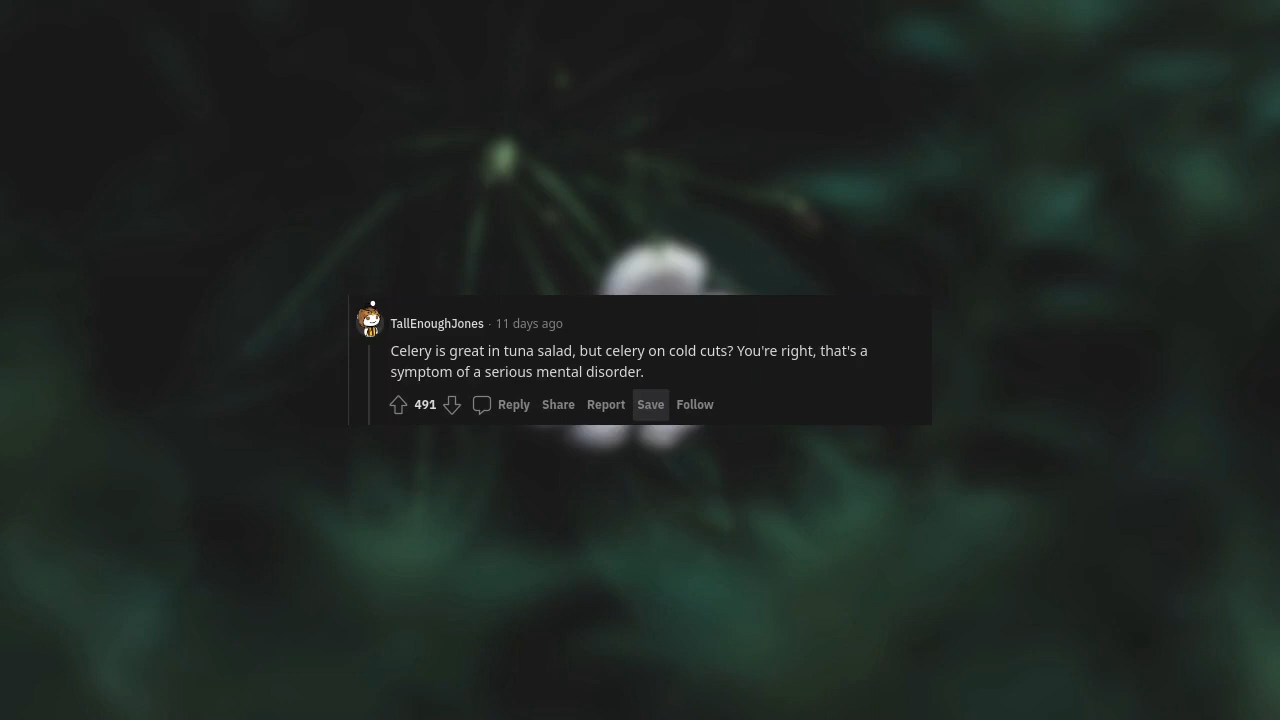 TallEnoughJones · 11 days ago
Celery is great in tuna salad, but celery on cold cuts? You're right, that's a
symptom of a serious mental disorder.
491 Reply Share Report Save Follow